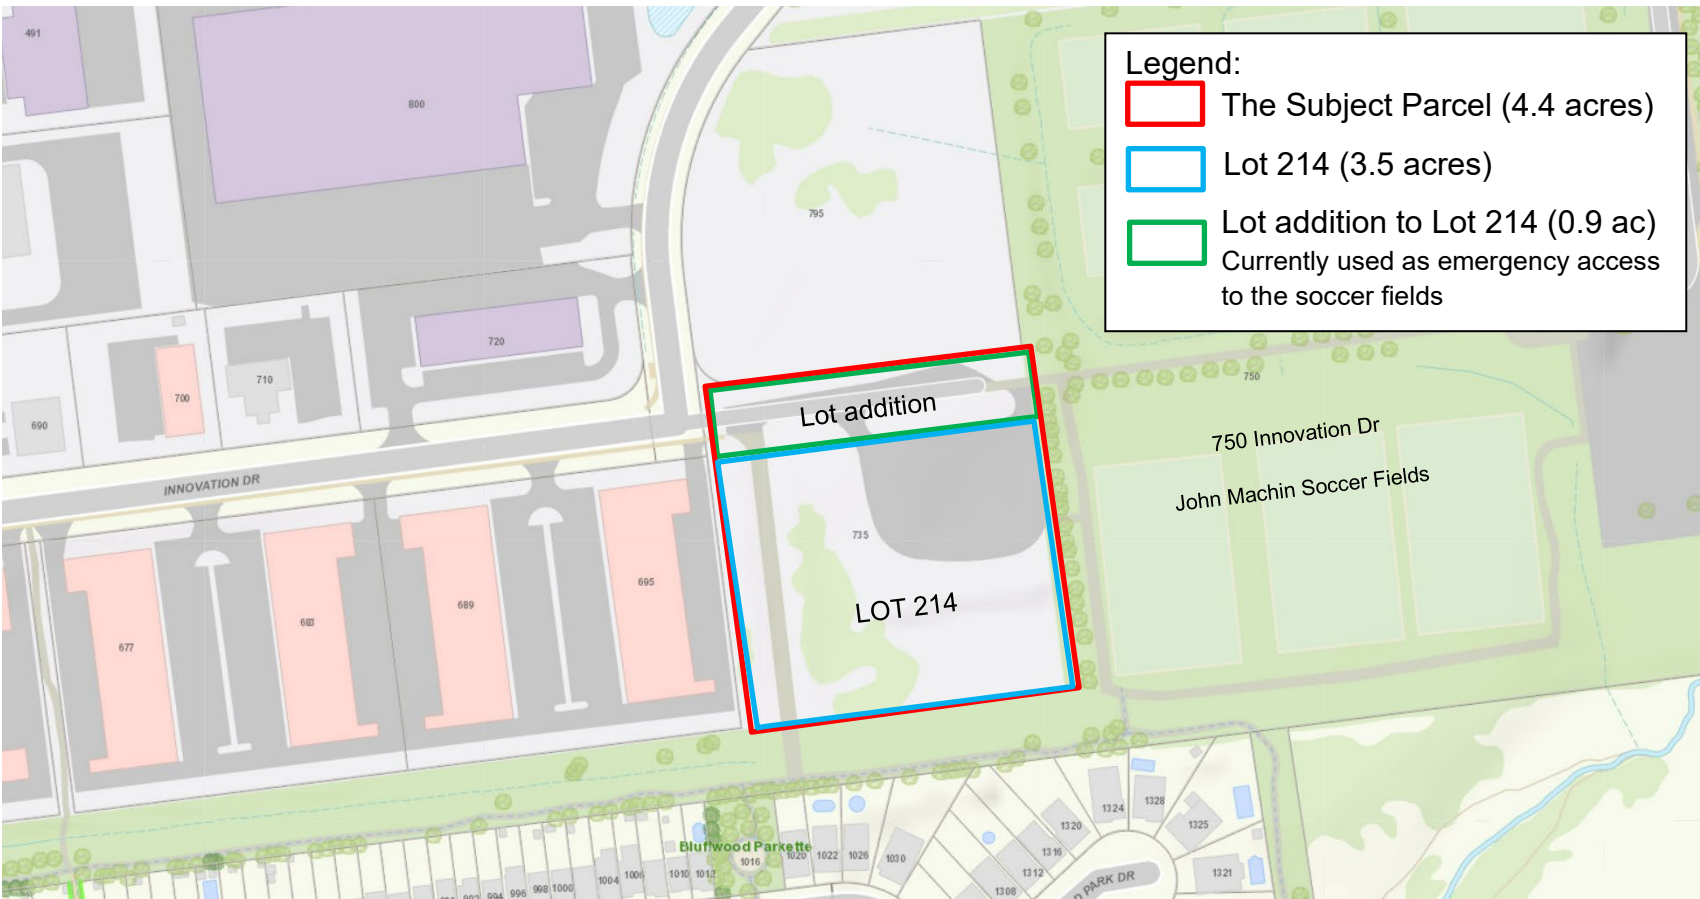 491
800
795
Legend:
The Subject Parcel (4.4 acres)
Lot 214 (3.5 acres)
Lot addition to Lot 214 (0.9 ac)
Currently used as emergency access
to the soccer fields
720
710
700
690
750
Lot addition
750 Innovation Dr
John Machin Soccer Fields
INNOVATION DR
735
LOT 214
695
689
683
677
Bluffwood Parkette
1016
1020
1022
1026
1030
1010
1012
1006
1004
1000
998
996
994
1308
1312
1316
1320
1324
1328
1325
1321
PARK DR